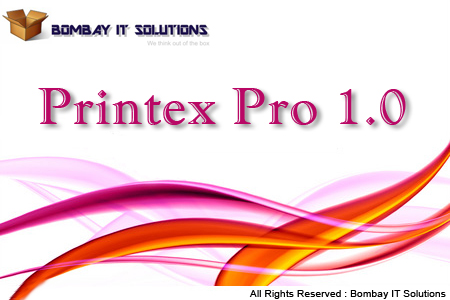 BOMBAY IT SOLUTIONS
We think out of the box
Printex Pro 1.0
All Rights Reserved : Bombay IT Solutions